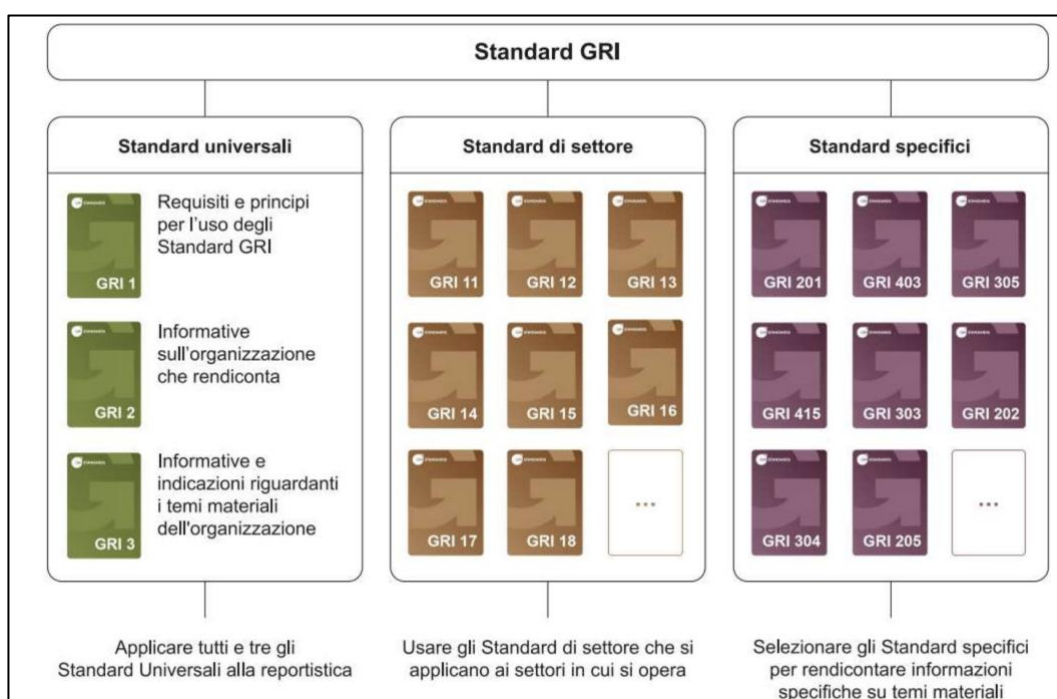 Standard GRI
Standard universali
GRI 1
Requisiti e principi
per l'uso degli
Standard GRI
GRI 2
Informative
sull'organizzazione
che rendiconta
GRI 3
Informative e
indicazioni riguardanti
i temi materiali
dell'organizzazione
Applicare tutti e tre gli
Standard Universali alla reportistica
Standard di settore
GRI 11
GRI 12
GRI 13
GRI 14
GRI 15
GRI 16
GRI 17
GRI 18
...
Usare gli Standard di settore che si
applicano ai settori in cui si opera
Standard specifici
GRI 201
GRI 403
GRI 305
GRI 415
GRI 303
GRI 202
GRI 304
GRI 205
...
Selezionare gli Standard specifici
per rendicontare informazioni
specifiche su temi materiali